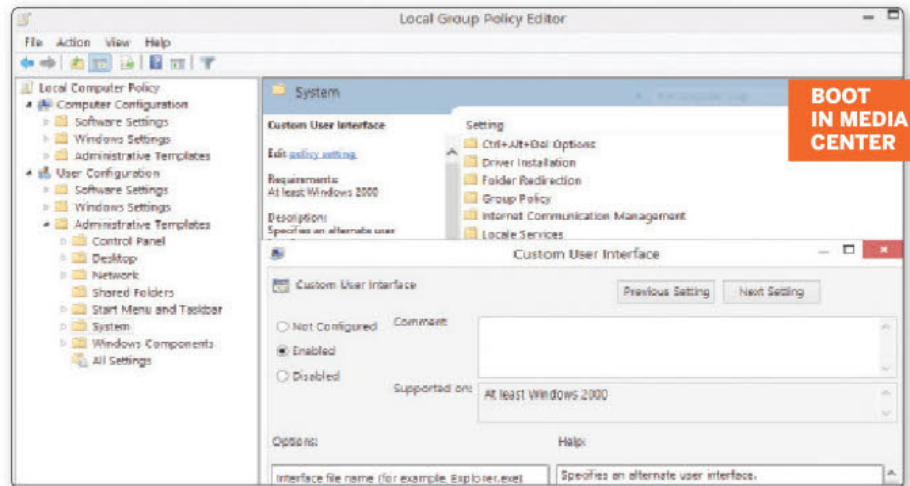 Local Group Policy Editor
File Action View Help
Local Computer Policy
Computer Configuration
Software Settings
Windows Settings
Administrative Templates
User Configuration
Software Settings
Windows Settings
Administrative Templates
Control Panel
Desktop
Network
Shared Folders
Start Menu and Taskbar
System
Windows Components
All Settings
System
Custom User Interface
Edit policy setting
Requirements:
At least Windows 2000
Description:
Specifies an alternate user
Setting
Ctrl+Alt+Del Options
Driver Installation
Folder Redirection
Group Policy
Internet Communication Management
Locale Services
BOOT
IN MEDIA
CENTER
Custom User Interface
Custom User Interface
Previous Setting
Next Setting
Not Configured
Enabled
Disabled
Comment:
Supported on:
At least Windows 2000
Options:
Help:
Interface file name (for example, Explorer.exe)
Specifies an alternate user interface.